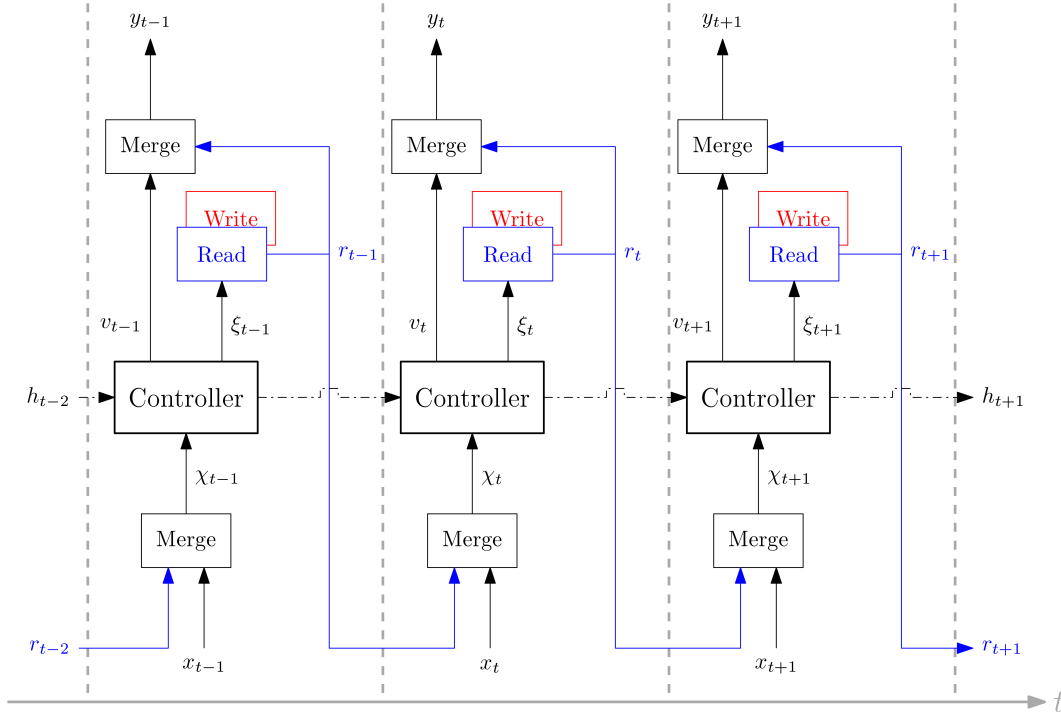 y_{t−1} y_t y_{t+1}
Merge Merge Merge
Write Write Write
Read r_{t−1} Read r_t Read r_{t+1}
v_{t−1} ξ_{t−1} v_t ξ_t v_{t+1} ξ_{t+1}
h_{t−2} Controller Controller Controller h_{t+1}
χ_{t−1} χ_t χ_{t+1}
Merge Merge Merge
r_{t−2} r_{t+1}
x_{t−1} x_t x_{t+1}
t